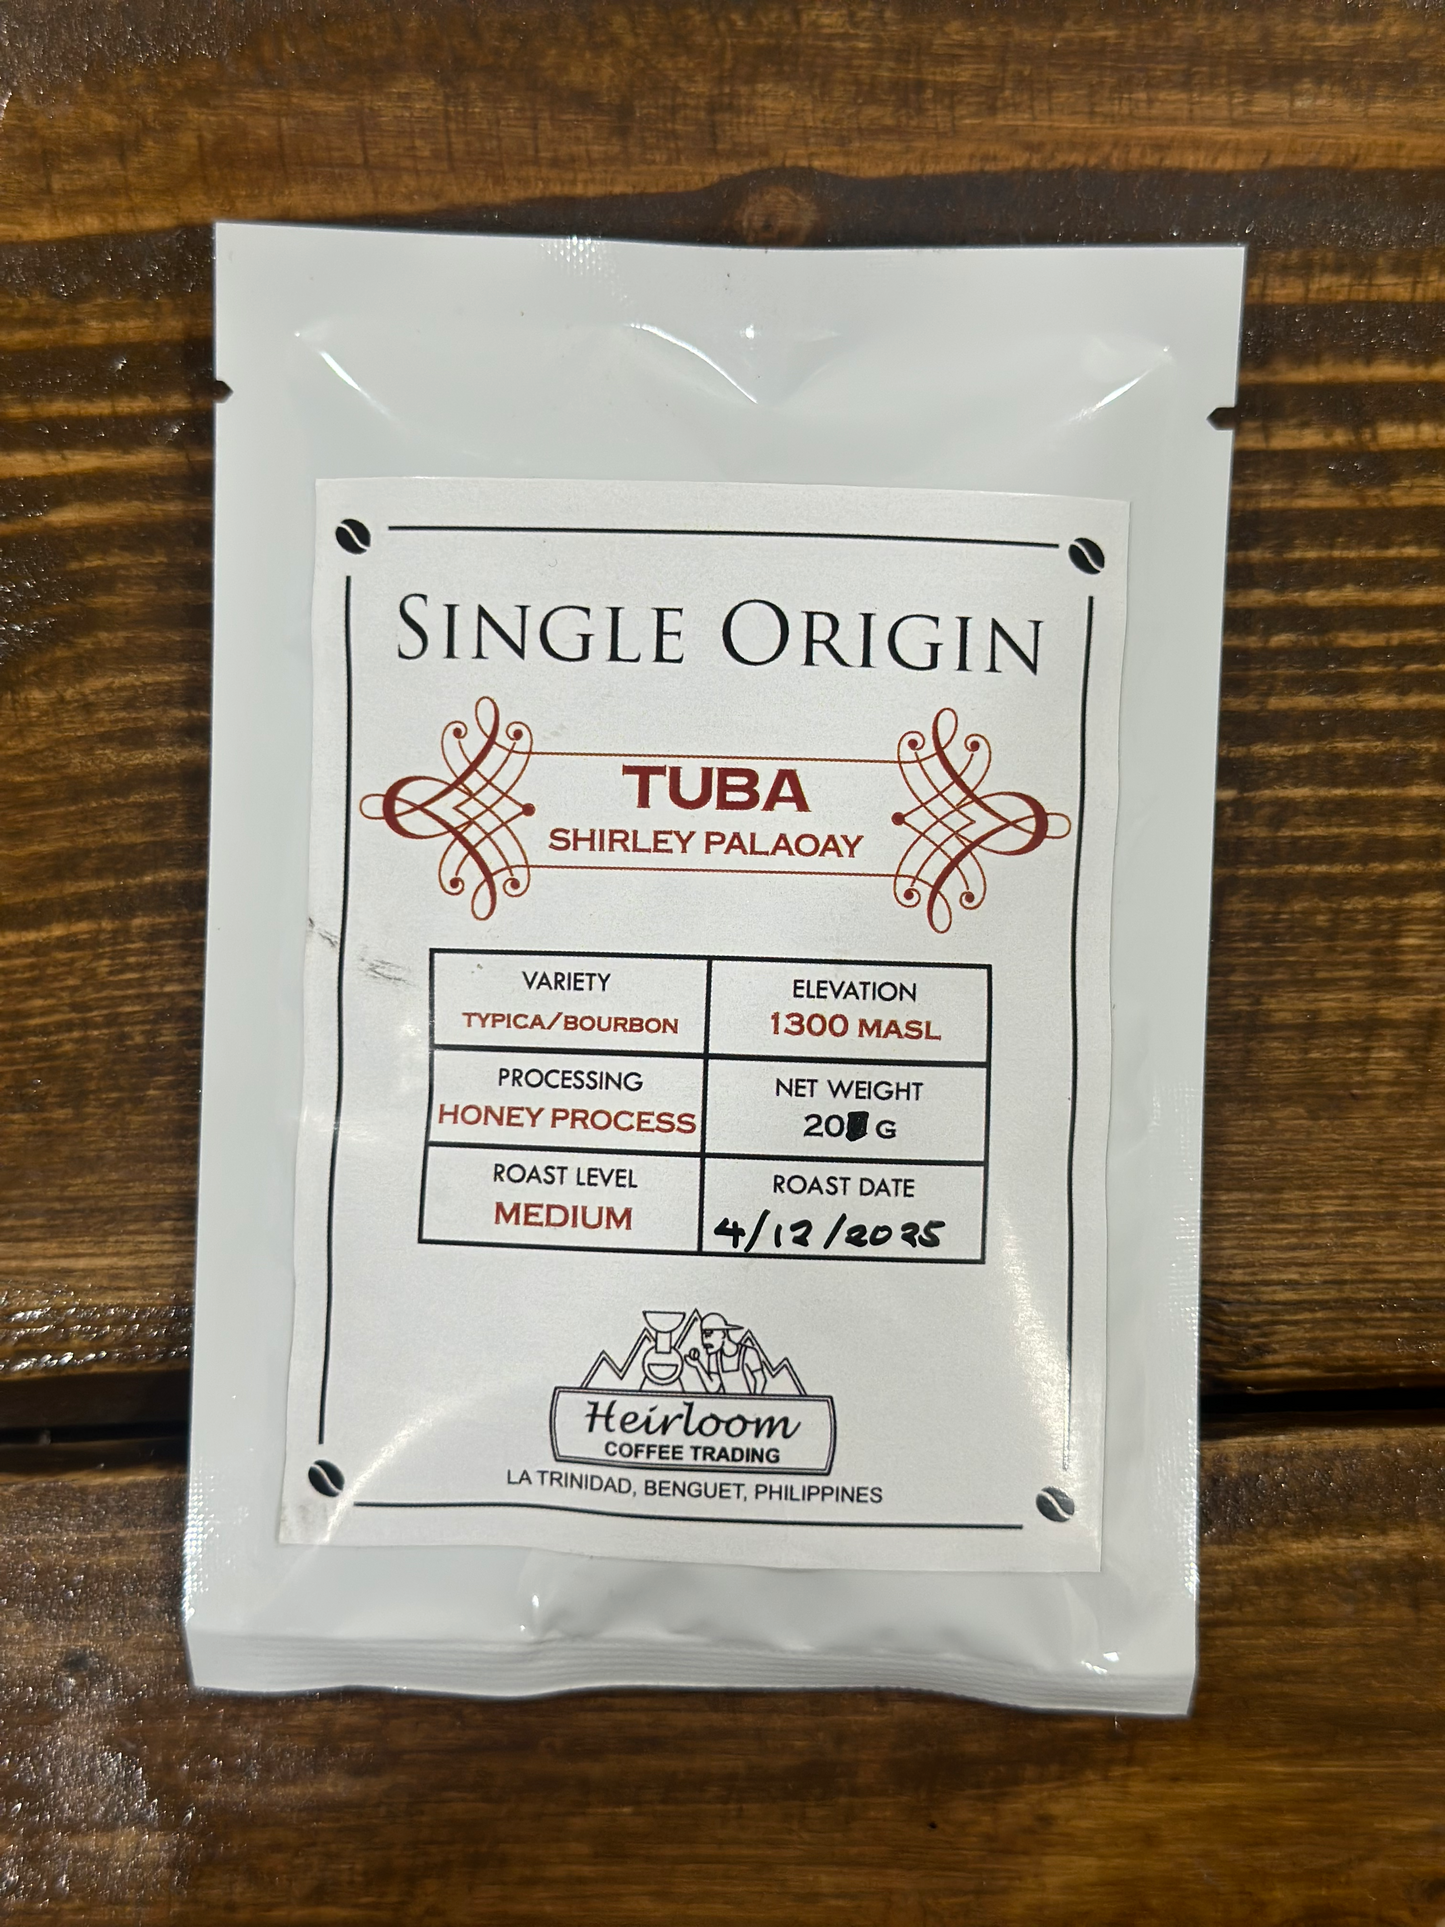 SINGLE ORIGIN
TUBA
SHIRLEY PALAOAY
VARIETY
TYPICA/BOURBON
ELEVATION
1300 MASL
PROCESSING
HONEY PROCESS
NET WEIGHT
20 G
ROAST LEVEL
MEDIUM
ROAST DATE
4/12/2025
Heirloom
COFFEE TRADING
LA TRINIDAD, BENGUET, PHILIPPINES